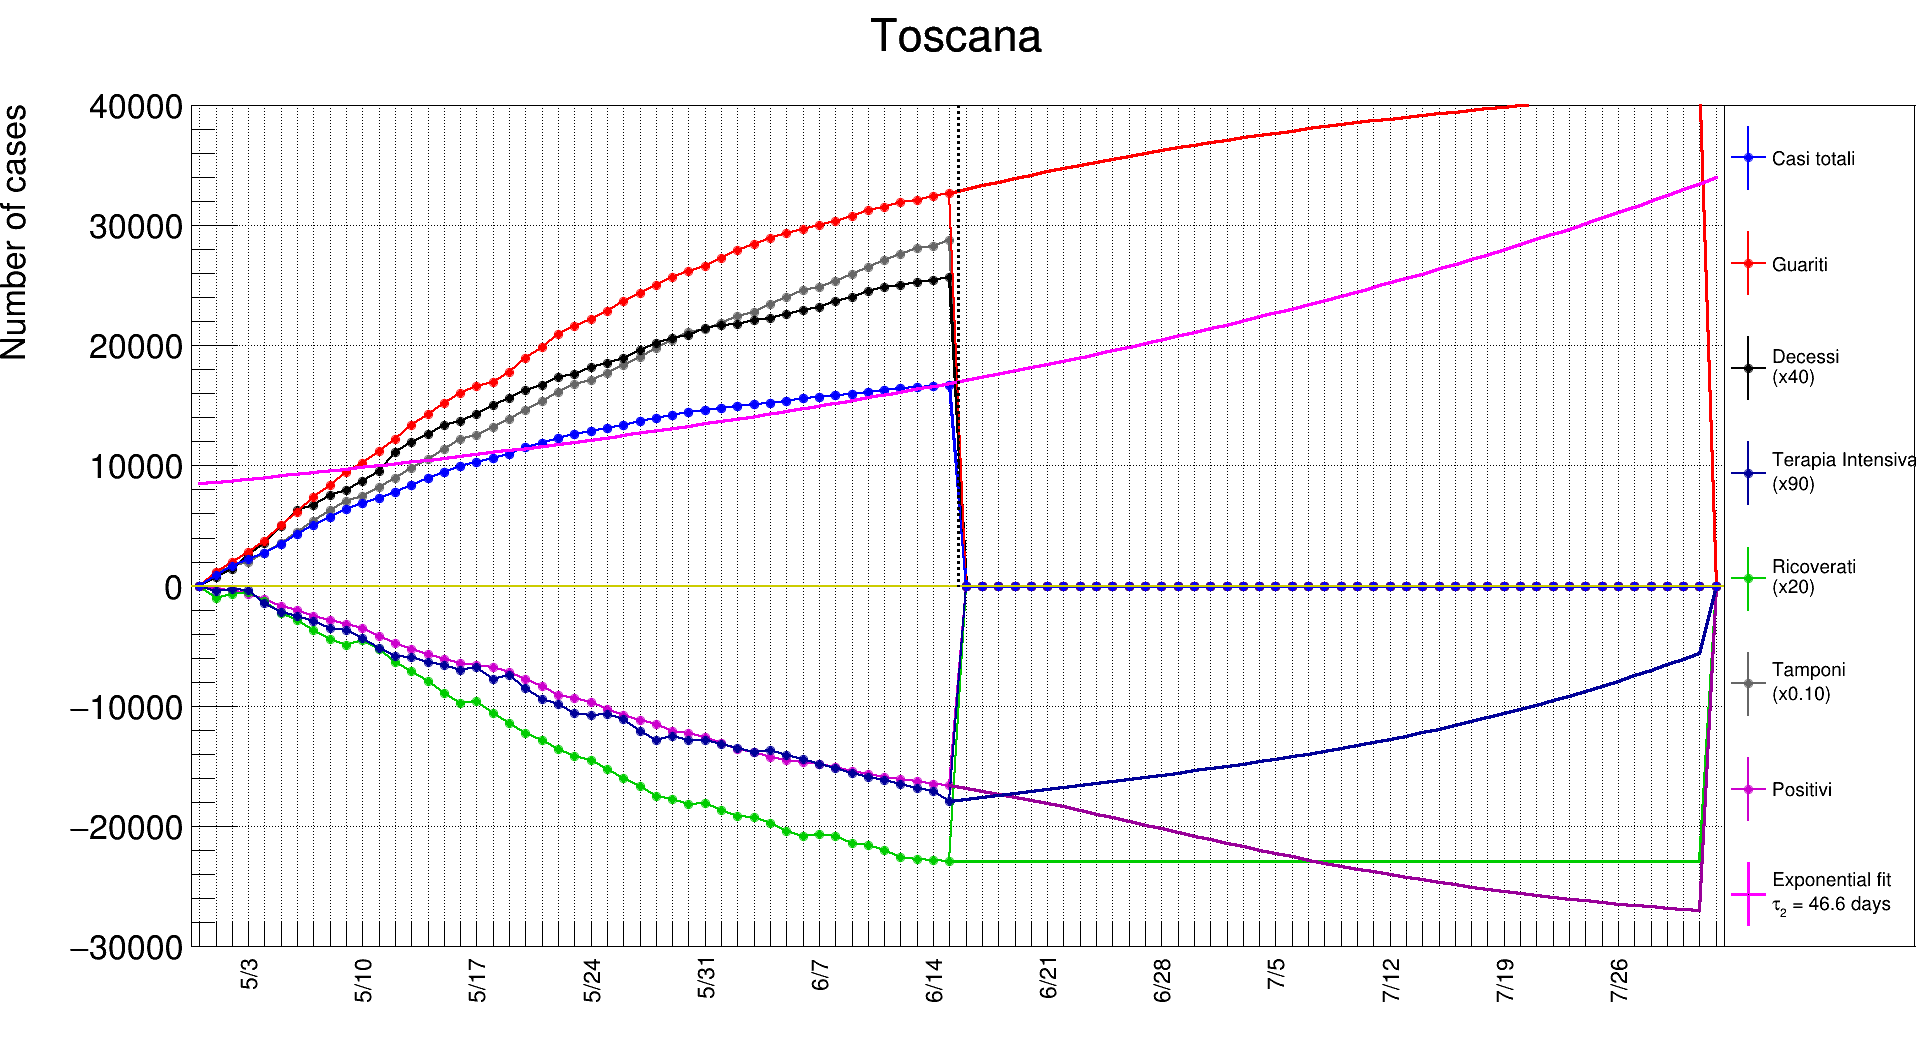 Toscana
Number of cases
40000
30000
20000
10000
0
−10000
−20000
−30000
5/3
5/10
5/17
5/24
5/31
6/7
6/14
6/21
6/28
7/5
7/12
7/19
7/26
Casi totali
Guariti
Decessi
(x40)
Terapia Intensiva
(x90)
Ricoverati
(x20)
Tamponi
(x0.10)
Positivi
Exponential fit
τ2 = 46.6 days